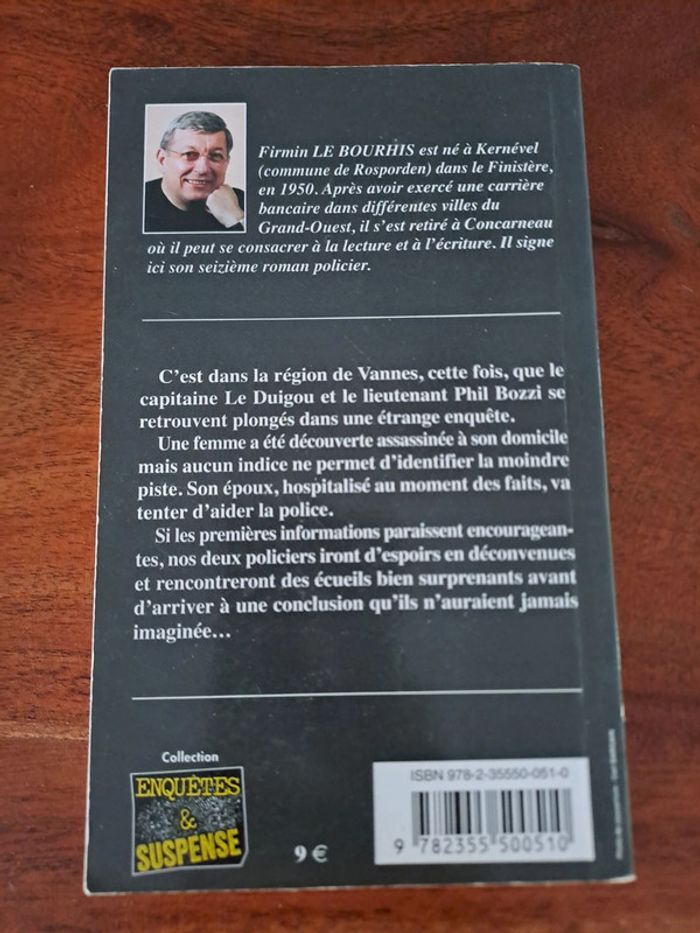 Firmin LE BOURHIS est né à Kernével
(commune de Rosporden) dans le Finistère,
en 1950. Après avoir exercé une carrière
bancaire dans différentes villes du
Grand-Ouest, il s'est retiré à Concarneau
où il peut se consacrer à la lecture et à l'écriture. Il signe
ici son seizième roman policier.
C'est dans la région de Vannes, cette fois, que le
capitaine Le Duigou et le lieutenant Phil Bozzi se
retrouvent plongés dans une étrange enquête.
Une femme a été découverte assassinée à son domicile
mais aucun indice ne permet d'identifier la moindre
piste. Son époux, hospitalisé au moment des faits, va
tenter d'aider la police.
Si les premières informations paraissent encouragean-
tes, nos deux policiers iront d'espoirs en déconvenues
et rencontreront des écueils bien surprenants avant
d'arriver à une conclusion qu'ils n'auraient jamais
imaginée...
Collection
ENQUÊTES
&
SUSPENSE
9 €
ISBN 978-2-35550-051-0
9 782355 500510